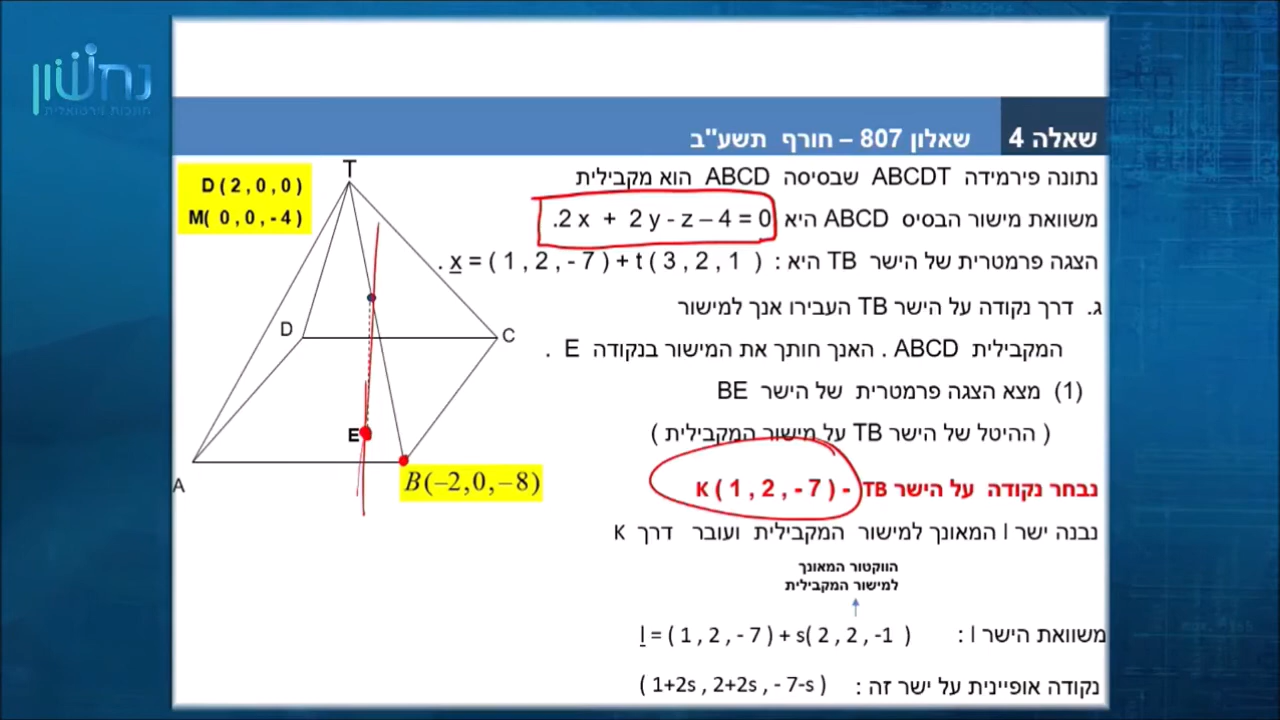 נחשון
חונכות וירטואלית
שאלה 4 שאלון 807 – חורף תשע"ב
נתונה פירמידה ABCDT שבסיסה ABCD הוא מקבילית
משוואת מישור הבסיס ABCD היא 2 x + 2 y - z – 4 = 0.
הצגה פרמטרית של הישר TB היא : x = ( 1 , 2 , - 7 ) + t ( 3 , 2 , 1 ) .
ג. דרך נקודה על הישר TB העבירו אנך למישור
המקבילית ABCD . האנך חותך את המישור בנקודה E .
(1) מצא הצגה פרמטרית של הישר BE
( ההיטל של הישר TB על מישור המקבילית )
נבחר נקודה על הישר TB - K ( 1 , 2 , - 7 )
נבנה ישר l המאונך למישור המקבילית ועובר דרך K
הווקטור המאונך
למישור המקבילית
משוואת הישר l : l = ( 1 , 2 , - 7 ) + s( 2 , 2 , -1 )
נקודה אופיינית על ישר זה : ( 1+2s , 2+2s , - 7-s )
D ( 2 , 0 , 0 )
M( 0 , 0 , - 4 )
T
D
C
E
A
B(−2,0,−8)